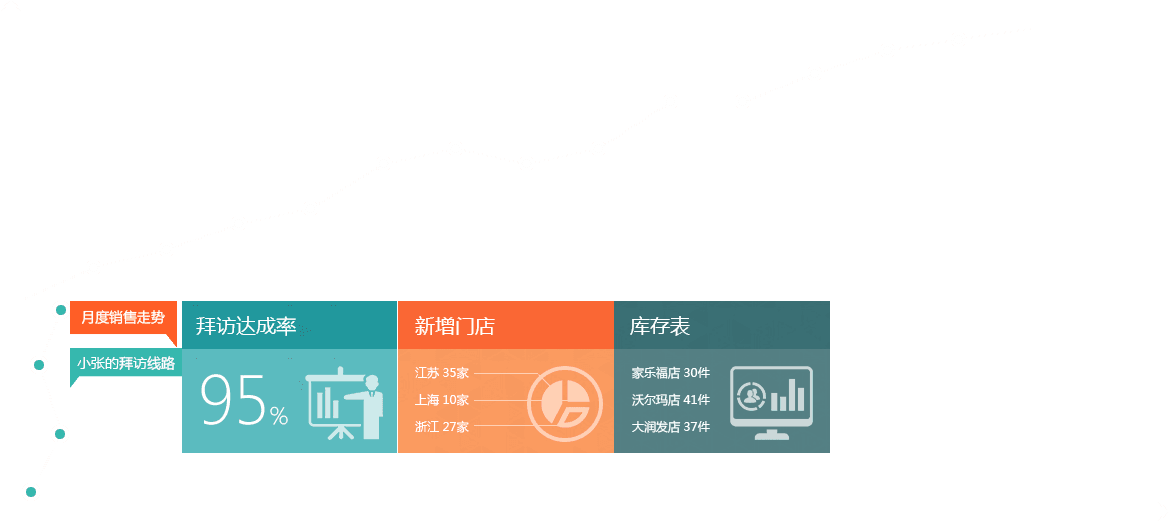 月度销售走势
小张的拜访线路
拜访达成率
95%
新增门店
江苏 35家
上海 10家
浙江 27家
库存表
家乐福店 30件
沃尔玛店 41件
大润发店 37件